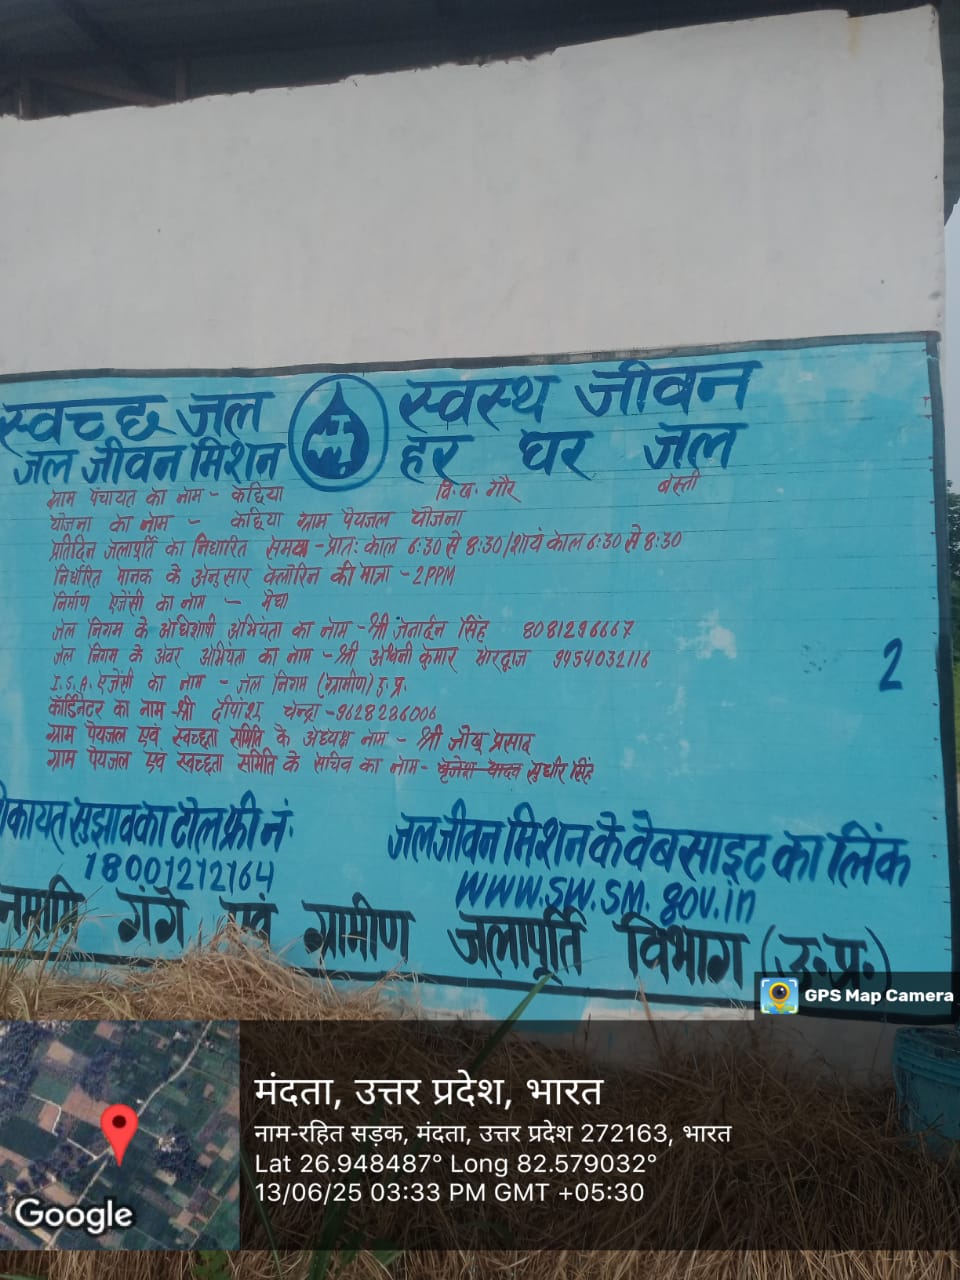 स्वच्छ जल स्वस्थ जीवन
जल जीवन मिशन हर घर जल
ग्राम पंचायत का नाम - केछिया वि.ख. गौर बस्ती
योजना का नाम - केछिया ग्राम पेयजल योजना
प्रतिदिन जलापूर्ति का निधारित समय - प्रात: काल 6:30 से 8:30/शायं काल 6:30 से 8:30
निर्धारित मानक के अनुसार क्लोरिन की मात्रा - 2PPM
निर्माण एजेंसी का नाम - मेघा
जल निगम के अधिशाषी अभियंता का नाम - श्री जनार्दन सिंह 8081296667
जल निगम के अवर अभियंता का नाम - श्री अश्विनी कुमार भारद्वाज 9454032116
I.S.A. एजेंसी का नाम - जल निगम (ग्रामीण) उ.प्र.
कॉर्डिनेटर का नाम - श्री दीपांशु चन्द्रा - 9628236006
ग्राम पेयजल एवं स्वच्छता समिति के अध्यक्ष नाम - श्री जोखू प्रसाद
ग्राम पेयजल एवं स्वच्छता समिति के सचिव का नाम - बृजेश यादव सुधीर सिंह
2
िकायत सुझाव का टोल फ्री नं.
18001212164
जल जीवन मिशन के वेबसाइट का लिंक
www.sw.sm.gov.in
नमामि गंगे एवं ग्रामीण जलापूर्ति विभाग (उ.प्र.)
GPS Map Camera
मंदता, उत्तर प्रदेश, भारत
नाम-रहित सड़क, मंदता, उत्तर प्रदेश 272163, भारत
Lat 26.948487° Long 82.579032°
13/06/25 03:33 PM GMT +05:30
Google